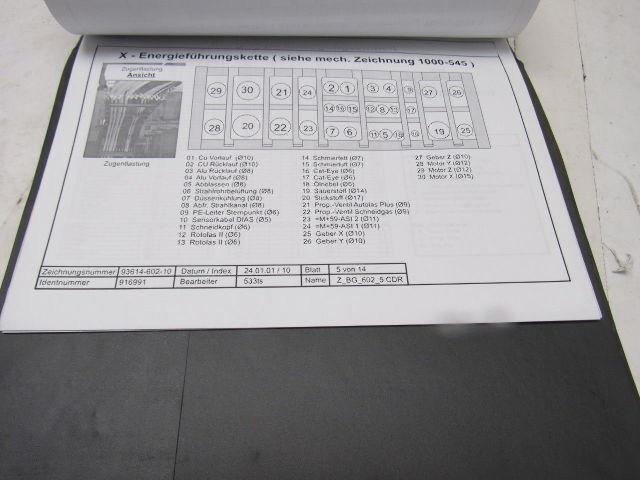 X - Energieführungskette ( siehe mech. Zeichnung 1000-545 )
Zugentlastung
Ansicht
29 30 21 24 2 1 3 4 9 27 26
14 16 15 12 8 13 17
28 20 22 23 7 6 11 5 18 19 25
Zugentlastung
01 Cu Vorlauf (Ø10)
02 CU Rücklauf (Ø10)
03 Alu Rücklauf (Ø8)
04 Alu Vorlauf (Ø8)
05 Abblasen (Ø8)
06 Strahlrohrbelüftung (Ø8)
07 Düsenkühlung (Ø8)
08 Abfr. Strahlkanal (Ø8)
09 PE-Leiter Sternpunkt (Ø6)
10 Sensorkabel DIAS (Ø5)
11 Schneidkopf (Ø6)
12 Rotolas II (Ø6)
13 Rotolas II (Ø6)
14 Schmierfett (Ø7)
15 Schmierluft (Ø7)
16 Cat-Eye (Ø6)
17 Cat-Eye (Ø6)
18 Ölnebel (Ø6)
19 Sauerstoff (Ø14)
20 Stickstoff (Ø17)
21 Prop.-Ventil Autolas Plus (Ø9)
22 Prop.-Ventil Schneidgas (Ø9)
23 =M+59-ASI 2 (Ø11)
24 =M+59-ASI 1 (Ø11)
25 Geber X (Ø10)
26 Geber Y (Ø10)
27 Geber Z (Ø10)
28 Motor Y (Ø12)
29 Motor Z (Ø12)
30 Motor X (Ø15)
Zeichnungsnummer 93614-602-10 Datum / Index 24.01.01 / 10 Blatt 5 von 14
Identnummer 916991 Bearbeiter 533ts Name Z_BG_602_5.CDR